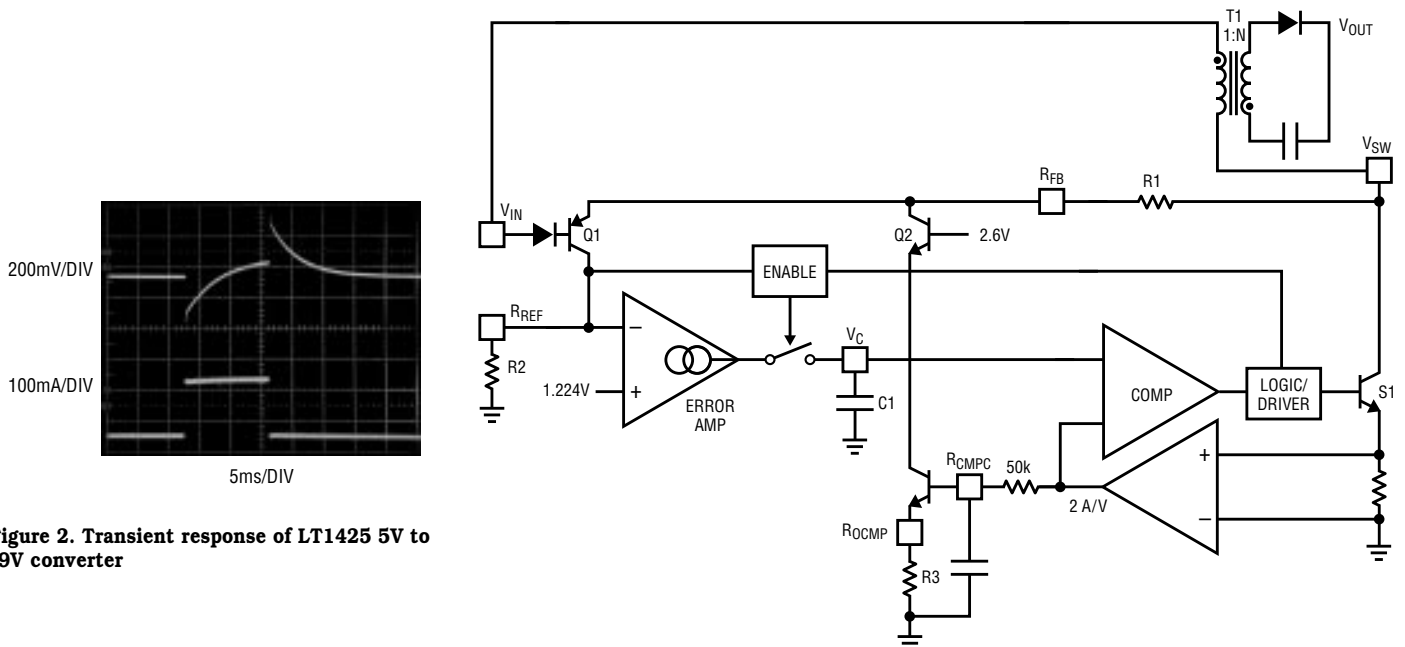 200mV/DIV
100mA/DIV
5ms/DIV
igure 2. Transient response of LT1425 5V to
9V converter
T1
1:N
VOUT
VSW
RFB
R1
VIN
Q1
Q2
2.6V
ENABLE
RREF
R2
1.224V
ERROR
AMP
VC
C1
COMP
LOGIC/
DRIVER
S1
RCMPC
50k
2 A/V
ROCMP
R3